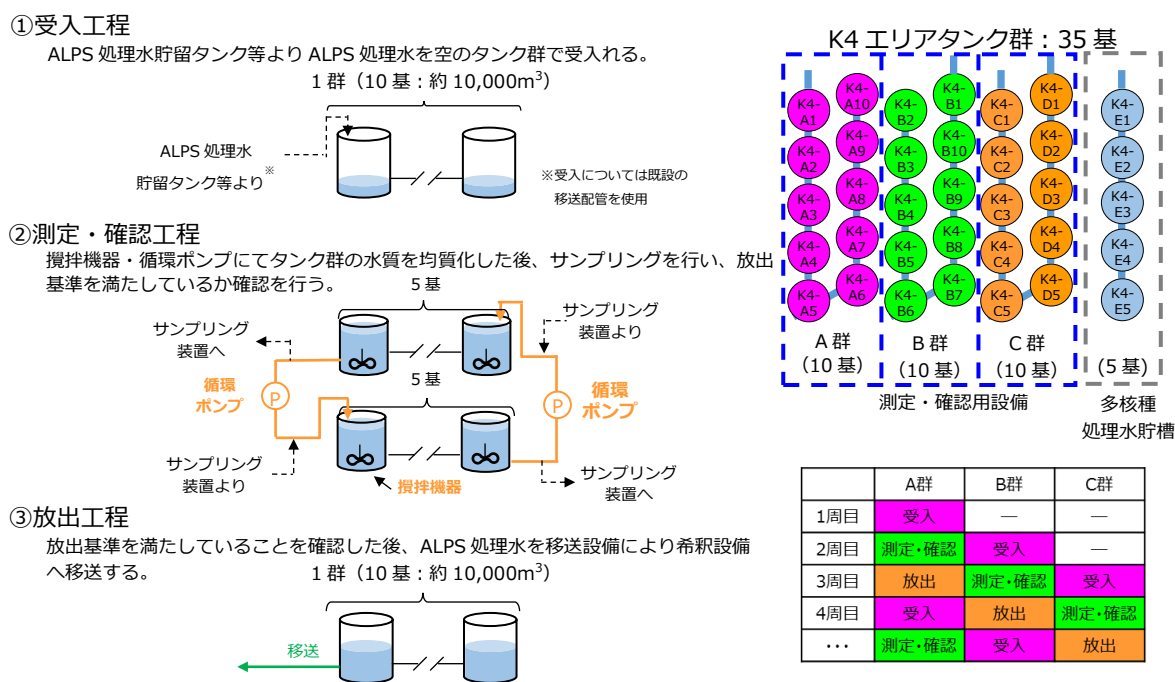 ①受入工程
ALPS 処理水貯留タンク等より ALPS 処理水を空のタンク群で受入れる。
1 群（10 基：約 10,000m³）
ALPS 処理水
貯留タンク等より※
※受入については既設の
移送配管を使用
②測定・確認工程
攪拌機器・循環ポンプにてタンク群の水質を均質化した後、サンプリングを行い、放出
基準を満たしているか確認を行う。
5 基
サンプリング
装置へ
サンプリング
装置より
循環
ポンプ
P
5 基
P
循環
ポンプ
サンプリング
装置より
攪拌機器
サンプリング
装置へ
③放出工程
放出基準を満たしていることを確認した後、ALPS 処理水を移送設備により希釈設備
へ移送する。
1 群（10 基：約 10,000m³）
移送
K4 エリアタンク群：35 基
K4-A1
K4-A2
K4-A3
K4-A4
K4-A5
K4-A10
K4-A9
K4-A8
K4-A7
K4-A6
K4-B2
K4-B3
K4-B4
K4-B5
K4-B6
K4-B1
K4-B10
K4-B9
K4-B8
K4-B7
K4-C1
K4-C2
K4-C3
K4-C4
K4-C5
K4-D1
K4-D2
K4-D3
K4-D4
K4-D5
K4-E1
K4-E2
K4-E3
K4-E4
K4-E5
A 群
(10 基)
B 群
(10 基)
C 群
(10 基)
(5 基)
測定・確認用設備
多核種
処理水貯槽
A群 B群 C群
1周目 受入 — —
2周目 測定・確認 受入 —
3周目 放出 測定・確認 受入
4周目 受入 放出 測定・確認
… 測定・確認 受入 放出